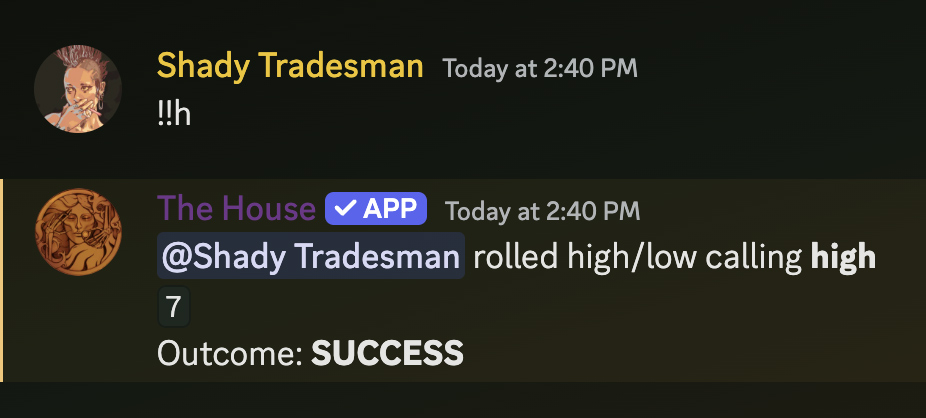 Shady Tradesman Today at 2:40 PM
!!h
The House ✓ APP Today at 2:40 PM
@Shady Tradesman rolled high/low calling high
7
Outcome: SUCCESS